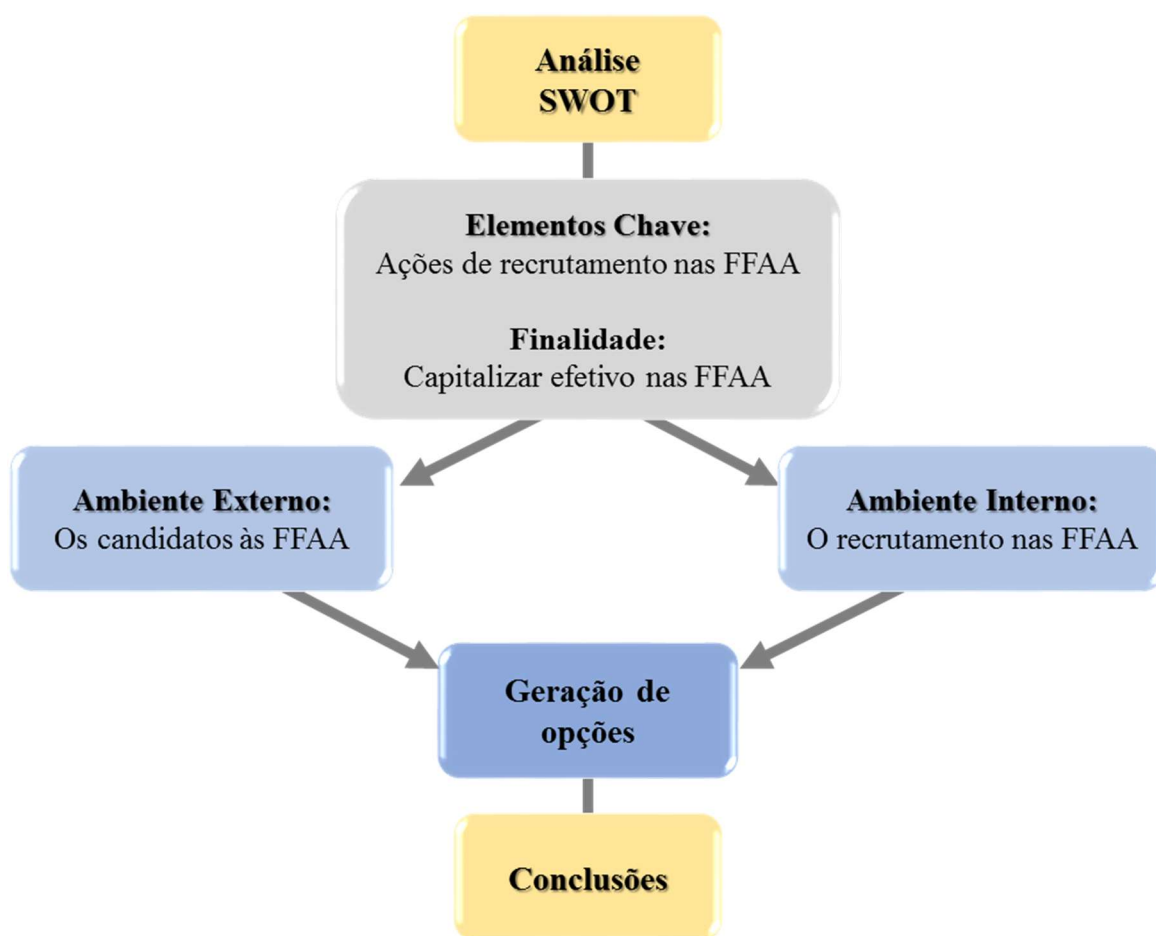 Análise
SWOT
Elementos Chave:
Ações de recrutamento nas FFAA
Finalidade:
Capitalizar efetivo nas FFAA
Ambiente Externo:
Os candidatos às FFAA
Ambiente Interno:
O recrutamento nas FFAA
Geração de
opções
Conclusões